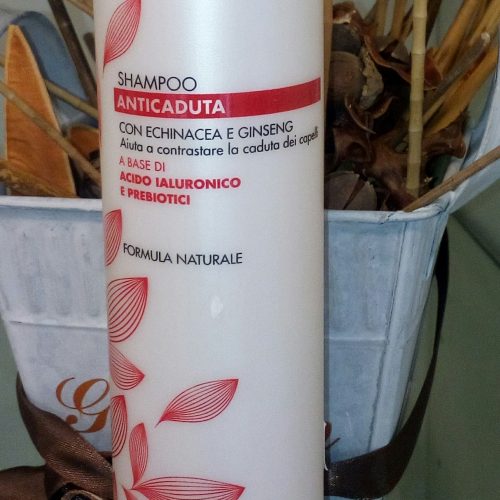 SHAMPOO
ANTICADUTA
CON ECHINACEA E GINSENG
Aiuta a contrastare la caduta dei capelli
A BASE DI
ACIDO IALURONICO
E PREBIOTICI
FORMULA NATURALE
G